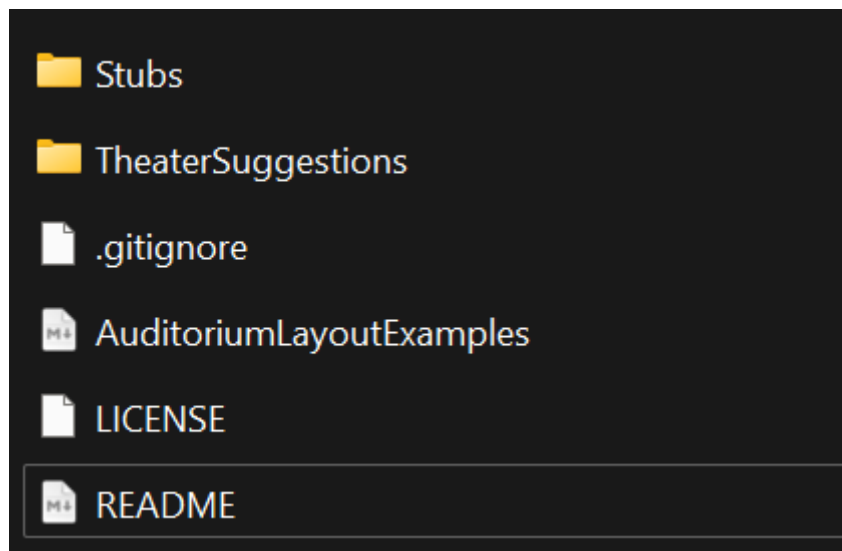 Stubs
TheaterSuggestions
.gitignore
M↓ AuditoriumLayoutExamples
LICENSE
M↓ README